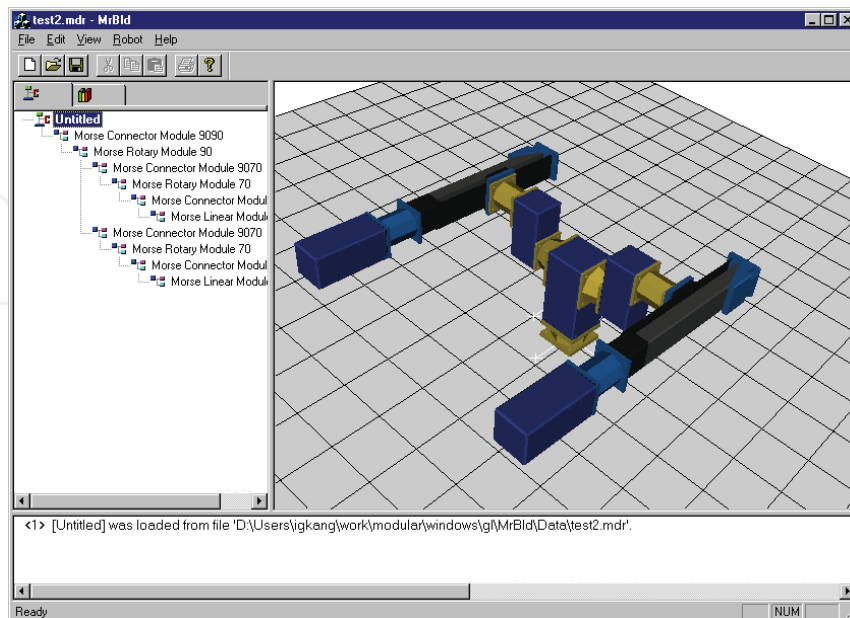 test2.mdr - MrBld
File Edit View Robot Help
Untitled
Morse Connector Module 9090
Morse Rotary Module 90
Morse Connector Module 9070
Morse Rotary Module 70
Morse Connector Modul
Morse Linear Module
Morse Connector Module 9070
Morse Rotary Module 70
Morse Connector Modul
Morse Linear Module
<1> [Untitled] was loaded from file 'D:\Users\igkang\work\modular\windows\gl\MrBld\Data\test2.mdr'.
Ready NUM